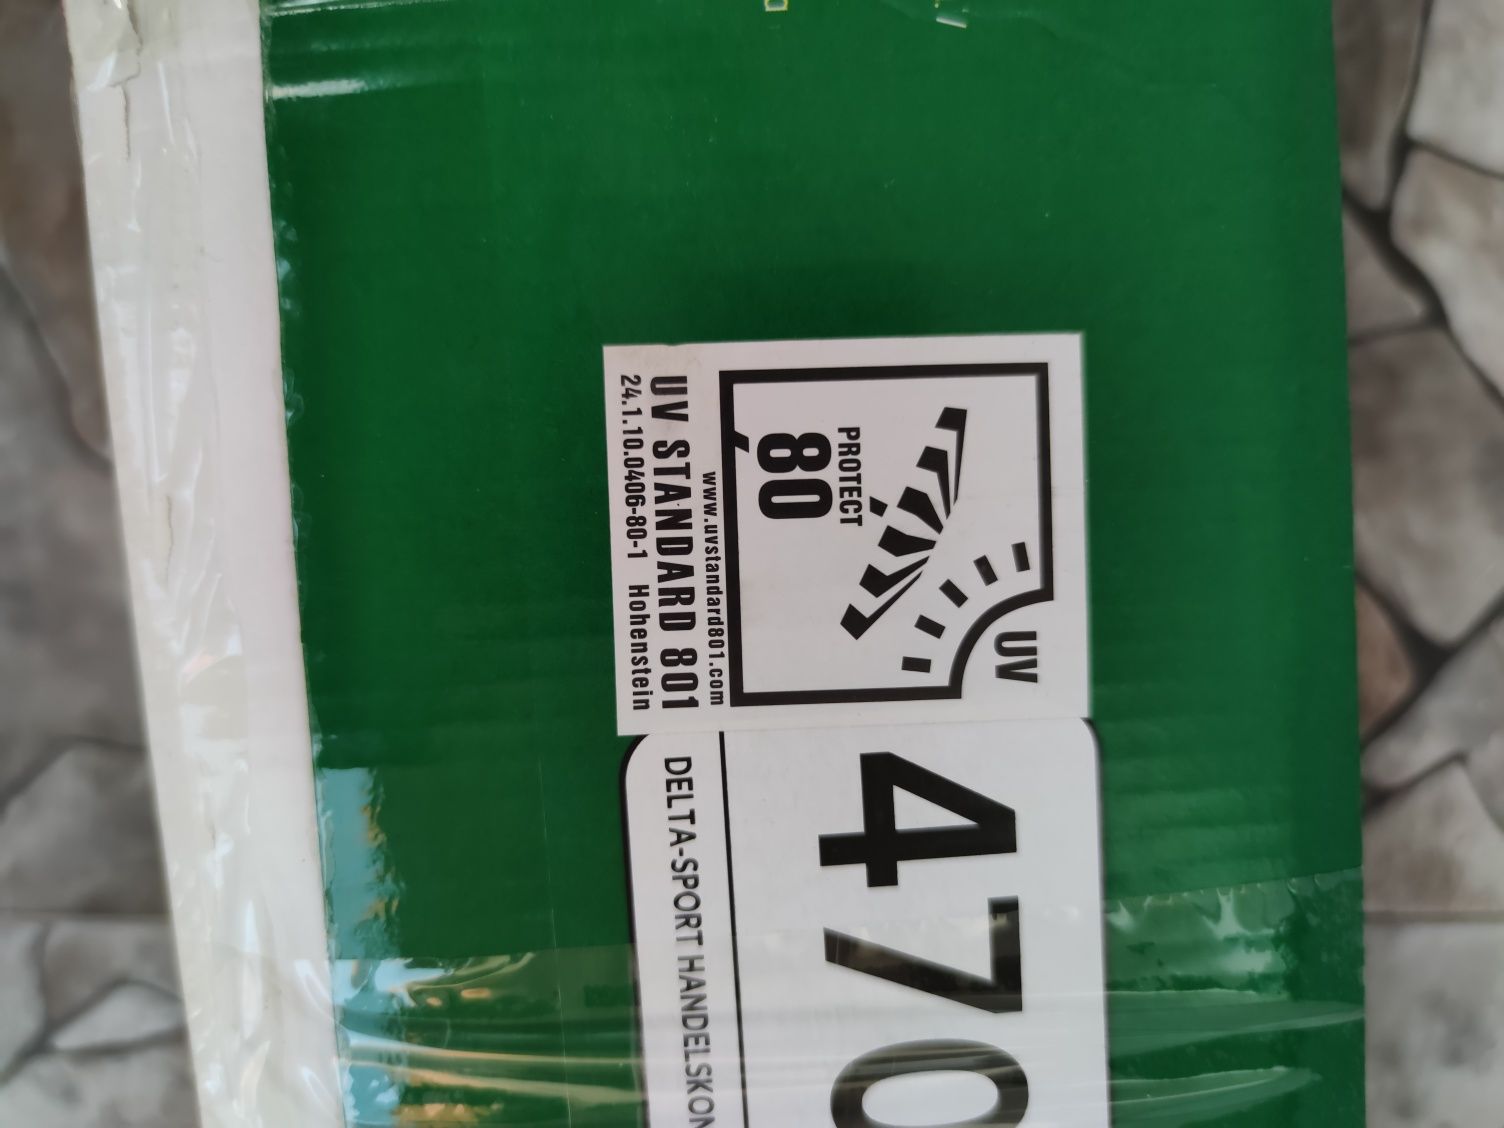 UV
PROTECT
80
www.uvstandard801.com
UV STANDARD 801
24.1.10.0406-80-1 Hohenstein
470
DELTA-SPORT HANDELSKON